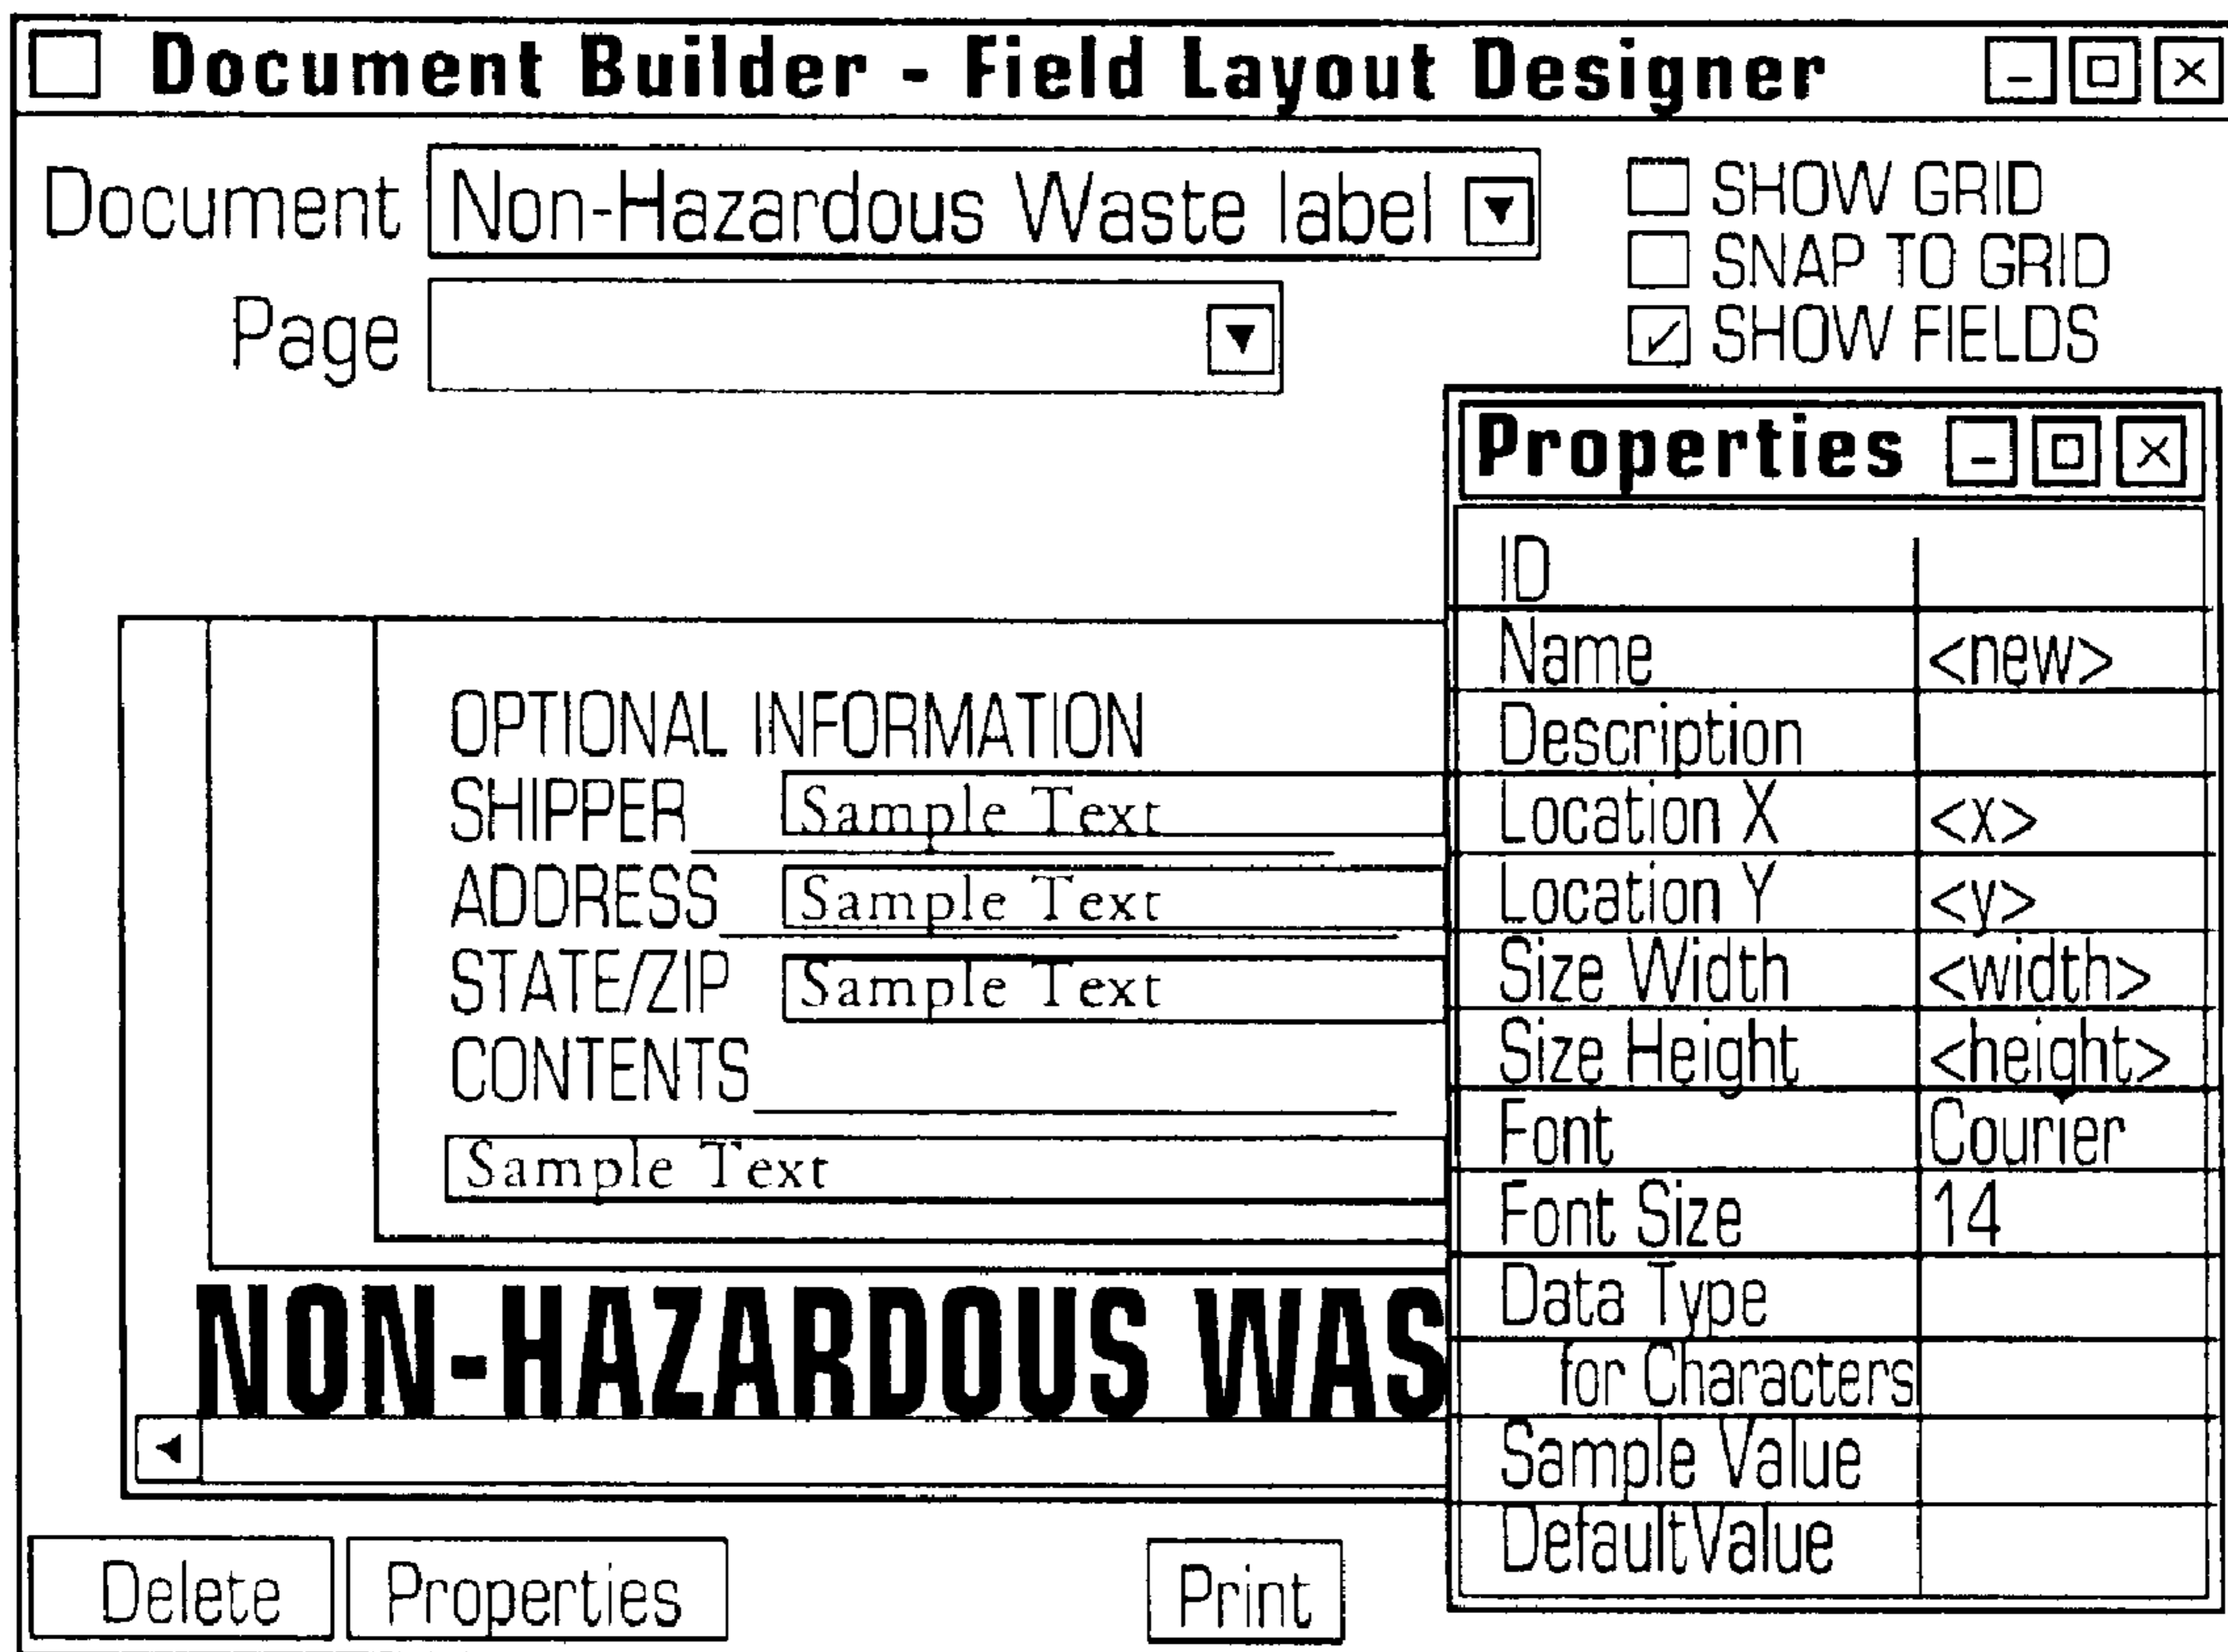 Document Builder - Field Layout Designer
Document Non-Hazardous Waste label
SHOW GRID
SNAP TO GRID
Page
SHOW FIELDS
Properties
ID
Name <new>
Description
Location X <x>
Location Y <y>
Size Width <width>
Size Height <height>
Font Courier
Font Size 14
Data Type
for Characters
Sample Value
DefaultValue
OPTIONAL INFORMATION
SHIPPER Sample Text
ADDRESS Sample Text
STATE/ZIP Sample Text
CONTENTS
Sample Text
NON-HAZARDOUS WAS
Delete Properties Print